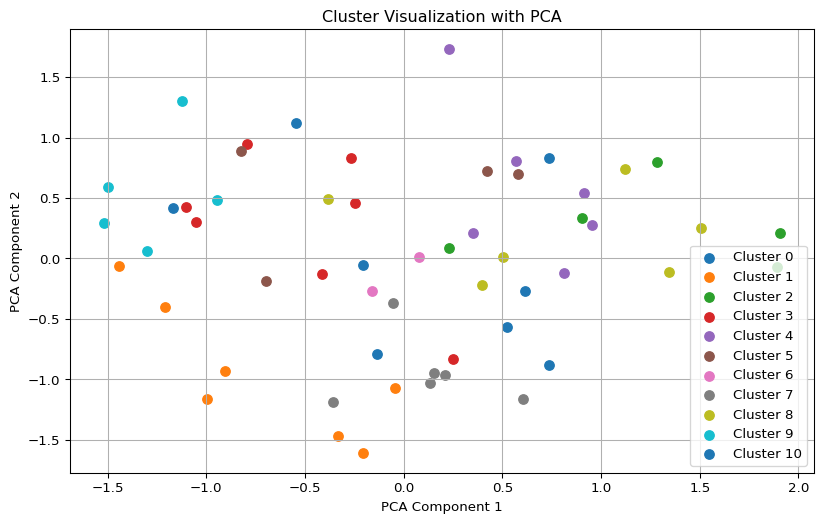 Cluster Visualization with PCA
PCA Component 2
1.5
1.0
0.5
0.0
−0.5
−1.0
−1.5
Cluster 0
Cluster 1
Cluster 2
Cluster 3
Cluster 4
Cluster 5
Cluster 6
Cluster 7
Cluster 8
Cluster 9
Cluster 10
−1.5 −1.0 −0.5 0.0 0.5 1.0 1.5 2.0
PCA Component 1